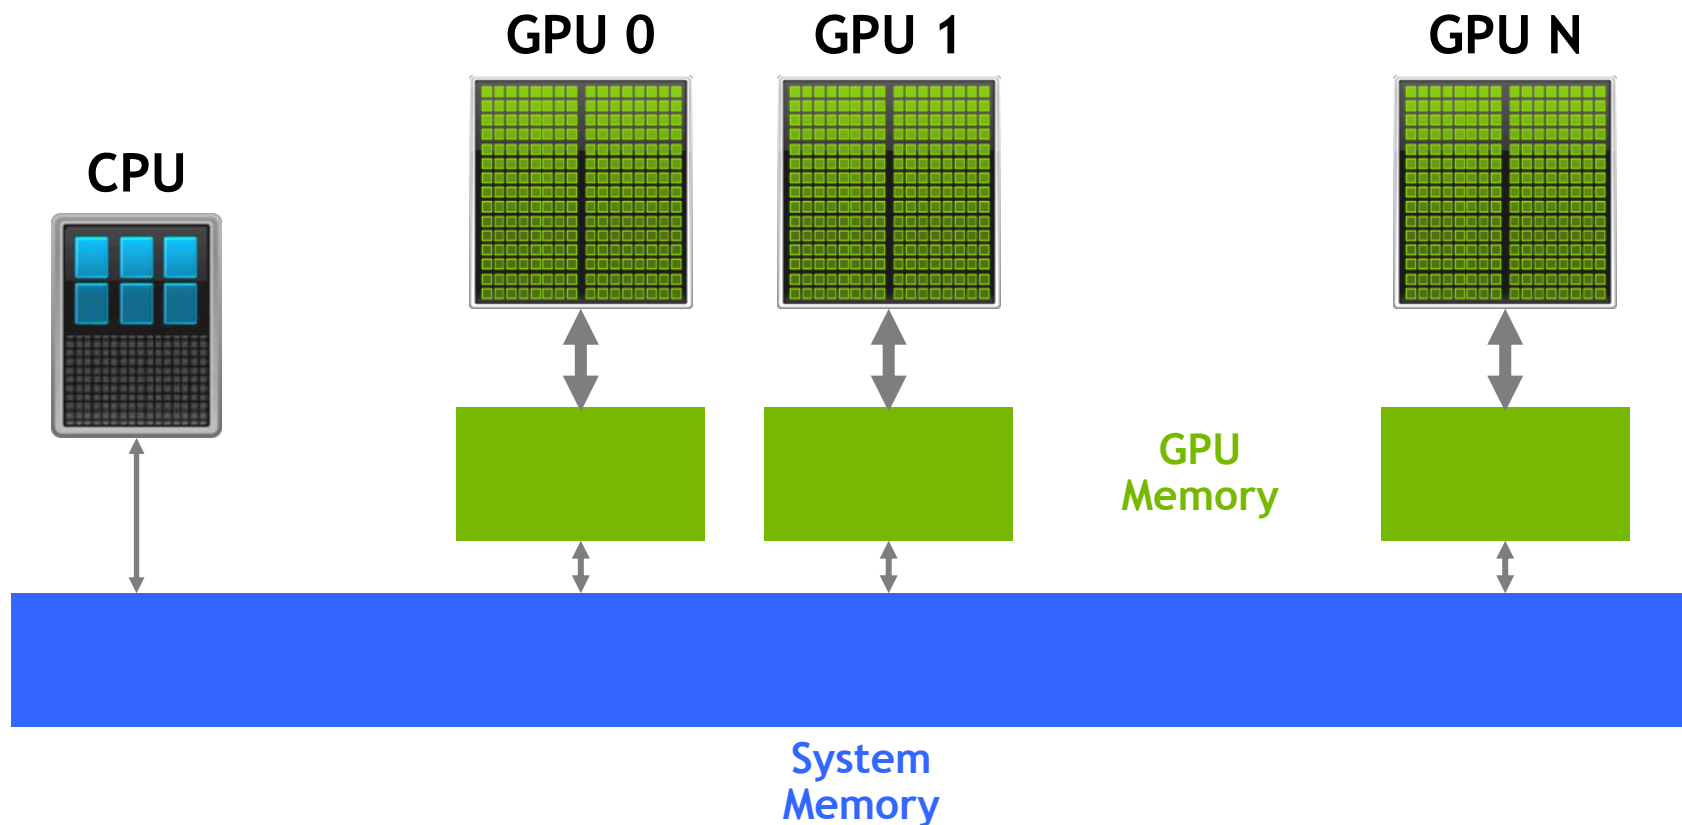 GPU 0
GPU 1
GPU N
CPU
GPU
Memory
System
Memory